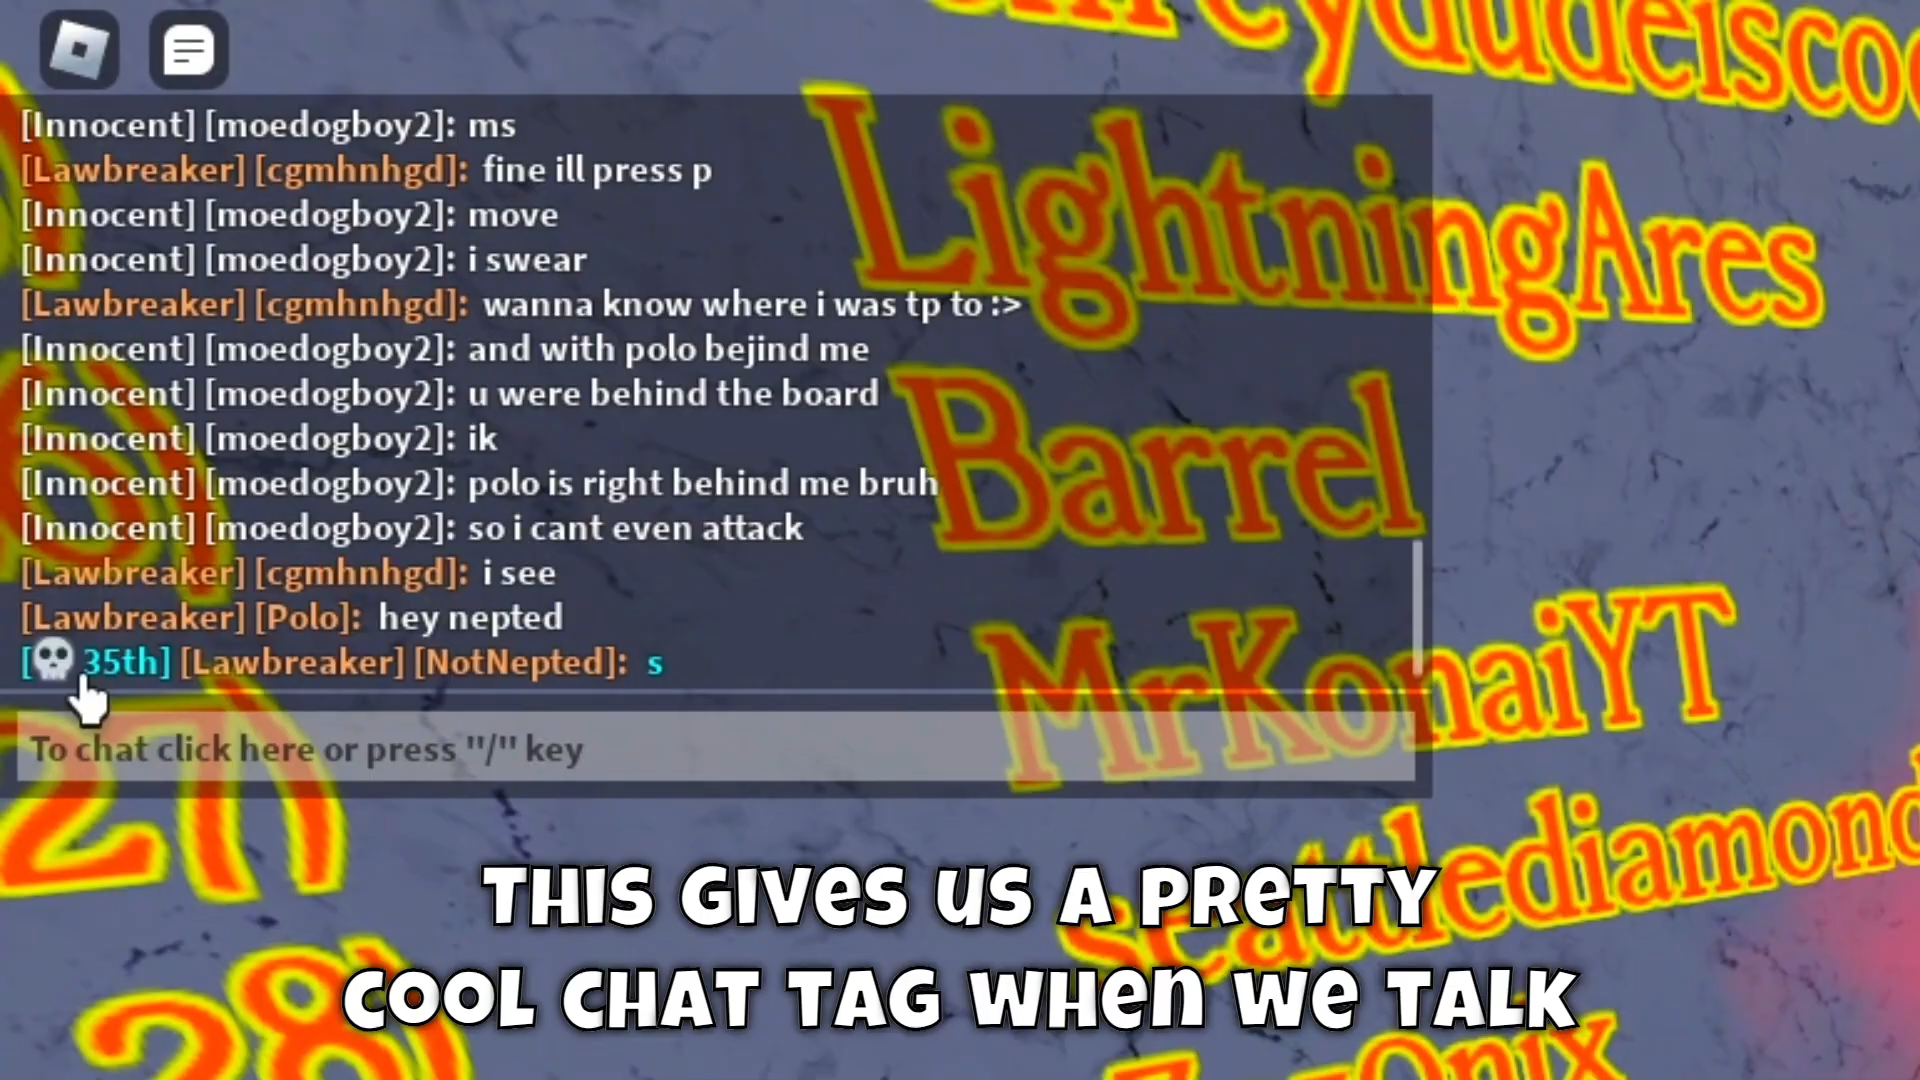 [Innocent] [moedogboy2]: ms
[Lawbreaker] [cgmhnhgd]: fine ill press p
[Innocent] [moedogboy2]: move
[Innocent] [moedogboy2]: i swear
[Lawbreaker] [cgmhnhgd]: wanna know where i was tp to :>
[Innocent] [moedogboy2]: and with polo bejind me
[Innocent] [moedogboy2]: u were behind the board
[Innocent] [moedogboy2]: ik
[Innocent] [moedogboy2]: polo is right behind me bruh
[Innocent] [moedogboy2]: so i cant even attack
[Lawbreaker] [cgmhnhgd]: i see
[Lawbreaker] [Polo]: hey nepted
[💀35th] [Lawbreaker] [NotNepted]: s
To chat click here or press "/" key
LightningAres
Barrel
MrKonaiYT
27)
seattlediamond
28)
THIS GIVES US A PRETTY
COOL CHAT TAG WHEN WE TALK